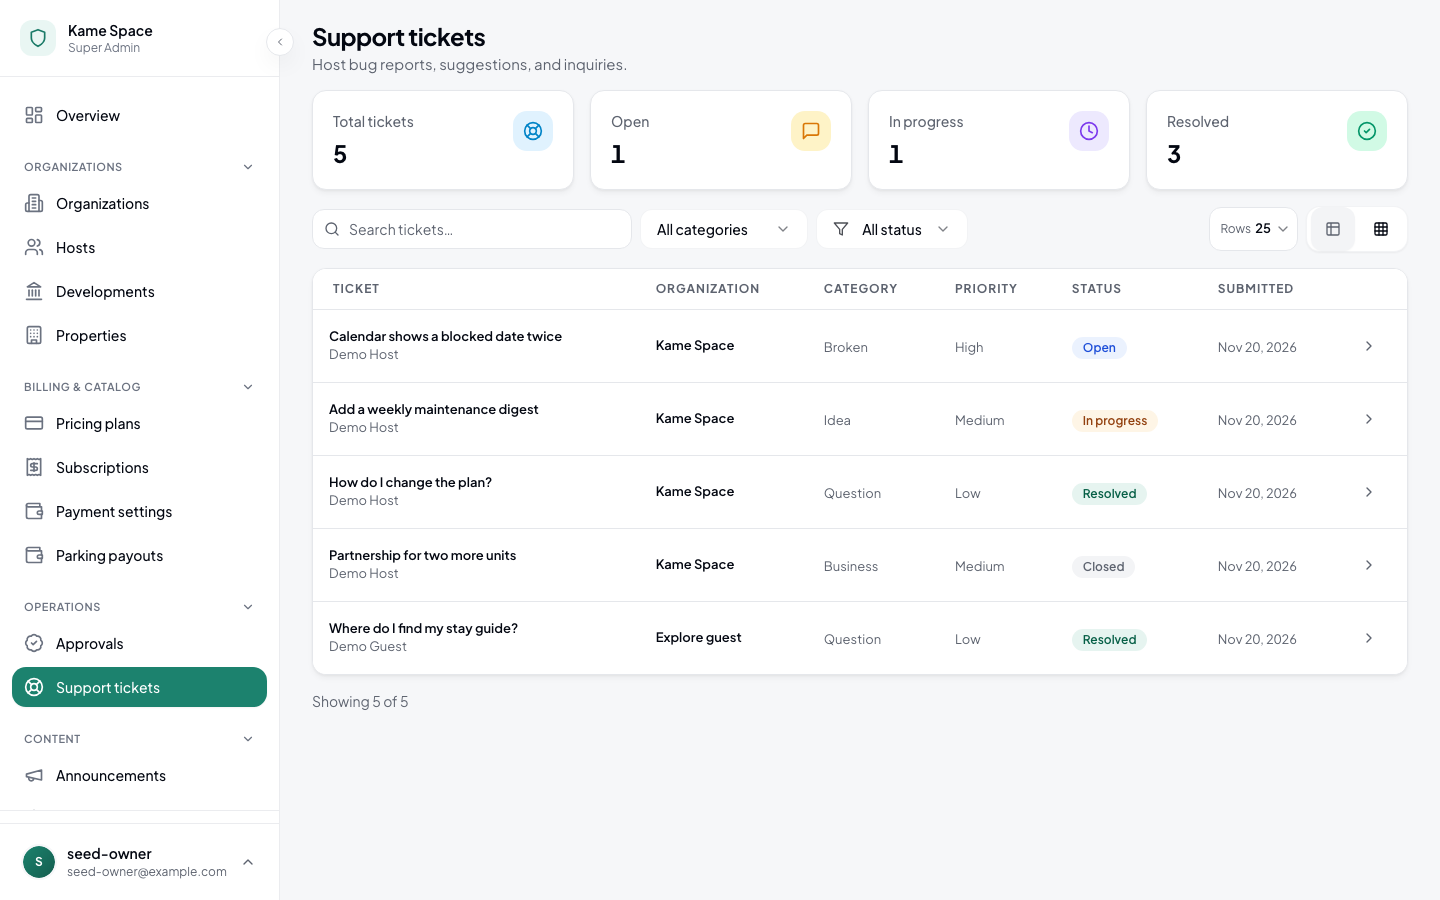 Kame Space
Super Admin
Overview
ORGANIZATIONS
Organizations
Hosts
Developments
Properties
BILLING & CATALOG
Pricing plans
Subscriptions
Payment settings
Parking payouts
OPERATIONS
Approvals
Support tickets
CONTENT
Announcements
S
seed-owner
seed-owner@example.com
Support tickets
Host bug reports, suggestions, and inquiries.
Total tickets
5
Open
1
In progress
1
Resolved
3
Search tickets...
All categories
All status
Rows 25
TICKET ORGANIZATION CATEGORY PRIORITY STATUS SUBMITTED
Calendar shows a blocked date twice
Demo Host
Kame Space Broken High Open Nov 20, 2026
Add a weekly maintenance digest
Demo Host
Kame Space Idea Medium In progress Nov 20, 2026
How do I change the plan?
Demo Host
Kame Space Question Low Resolved Nov 20, 2026
Partnership for two more units
Demo Host
Kame Space Business Medium Closed Nov 20, 2026
Where do I find my stay guide?
Demo Guest
Explore guest Question Low Resolved Nov 20, 2026
Showing 5 of 5